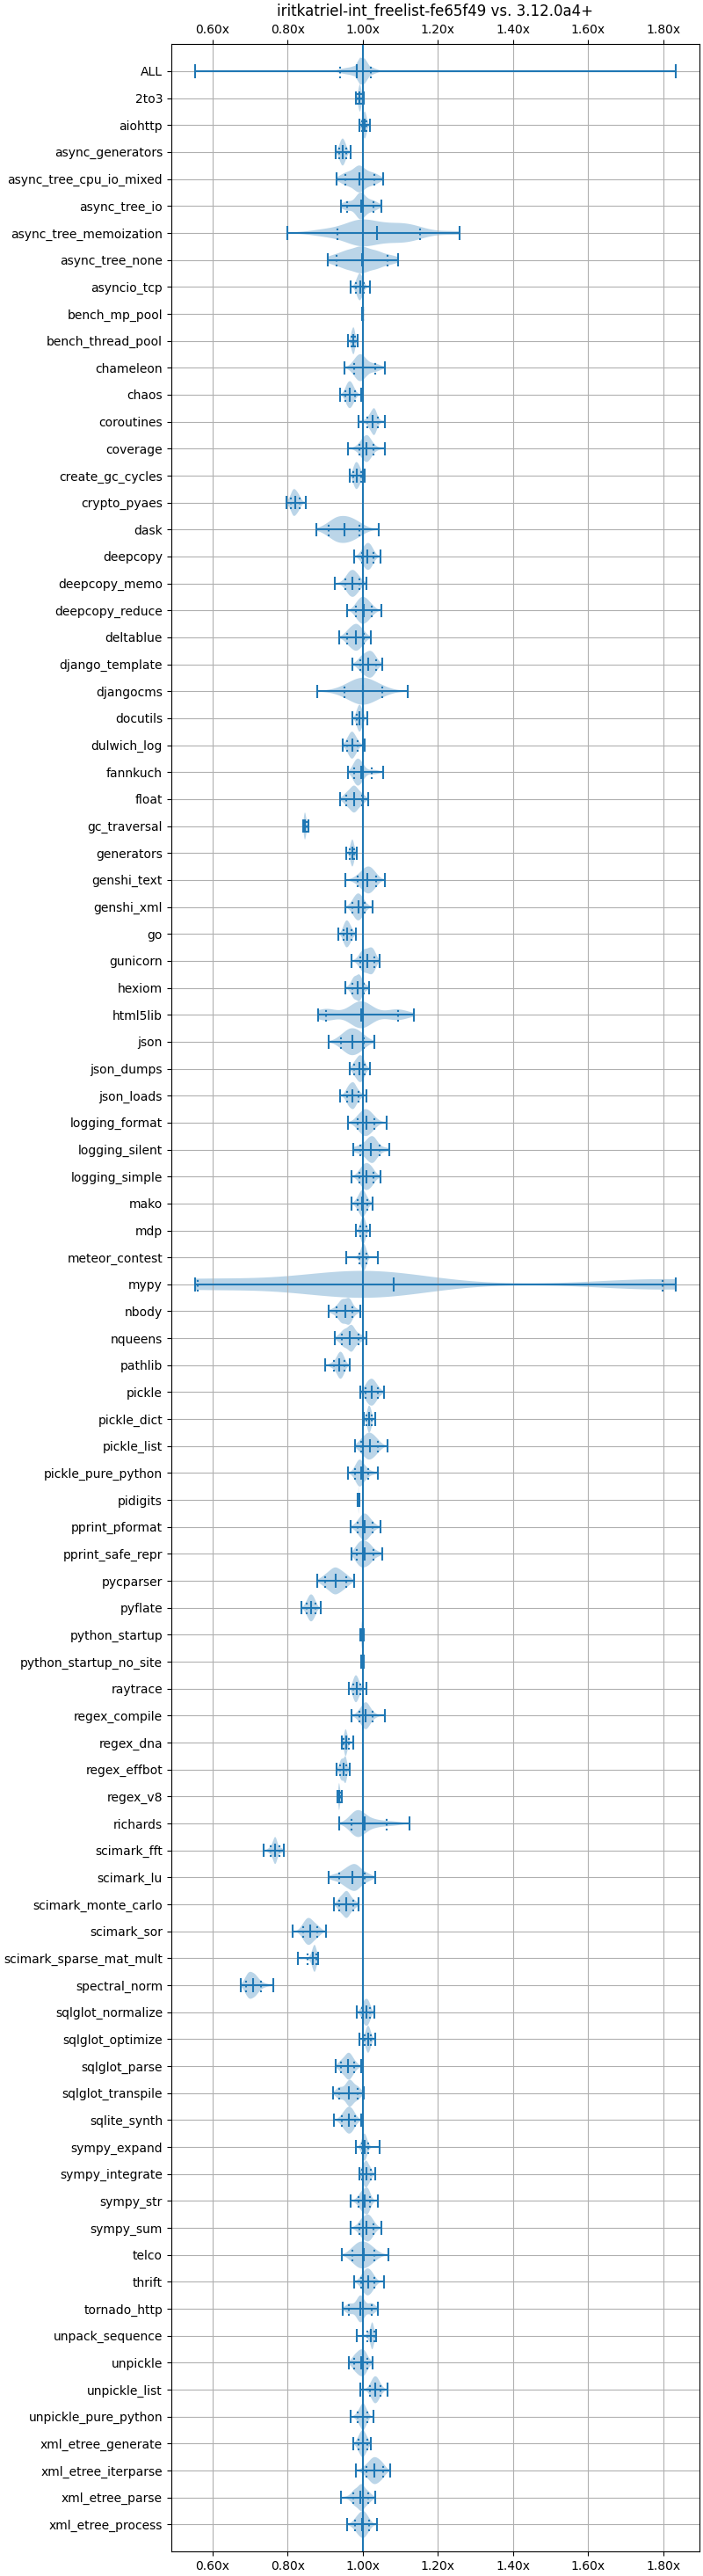 iritkatriel-int_freelist-fe65f49 vs. 3.12.0a4+
0.60x 0.80x 1.00x 1.20x 1.40x 1.60x 1.80x
ALL
2to3
aiohttp
async_generators
async_tree_cpu_io_mixed
async_tree_io
async_tree_memoization
async_tree_none
asyncio_tcp
bench_mp_pool
bench_thread_pool
chameleon
chaos
coroutines
coverage
create_gc_cycles
crypto_pyaes
dask
deepcopy
deepcopy_memo
deepcopy_reduce
deltablue
django_template
djangocms
docutils
dulwich_log
fannkuch
float
gc_traversal
generators
genshi_text
genshi_xml
go
gunicorn
hexiom
html5lib
json
json_dumps
json_loads
logging_format
logging_silent
logging_simple
mako
mdp
meteor_contest
mypy
nbody
nqueens
pathlib
pickle
pickle_dict
pickle_list
pickle_pure_python
pidigits
pprint_pformat
pprint_safe_repr
pycparser
pyflate
python_startup
python_startup_no_site
raytrace
regex_compile
regex_dna
regex_effbot
regex_v8
richards
scimark_fft
scimark_lu
scimark_monte_carlo
scimark_sor
scimark_sparse_mat_mult
spectral_norm
sqlglot_normalize
sqlglot_optimize
sqlglot_parse
sqlglot_transpile
sqlite_synth
sympy_expand
sympy_integrate
sympy_str
sympy_sum
telco
thrift
tornado_http
unpack_sequence
unpickle
unpickle_list
unpickle_pure_python
xml_etree_generate
xml_etree_iterparse
xml_etree_parse
xml_etree_process
0.60x 0.80x 1.00x 1.20x 1.40x 1.60x 1.80x